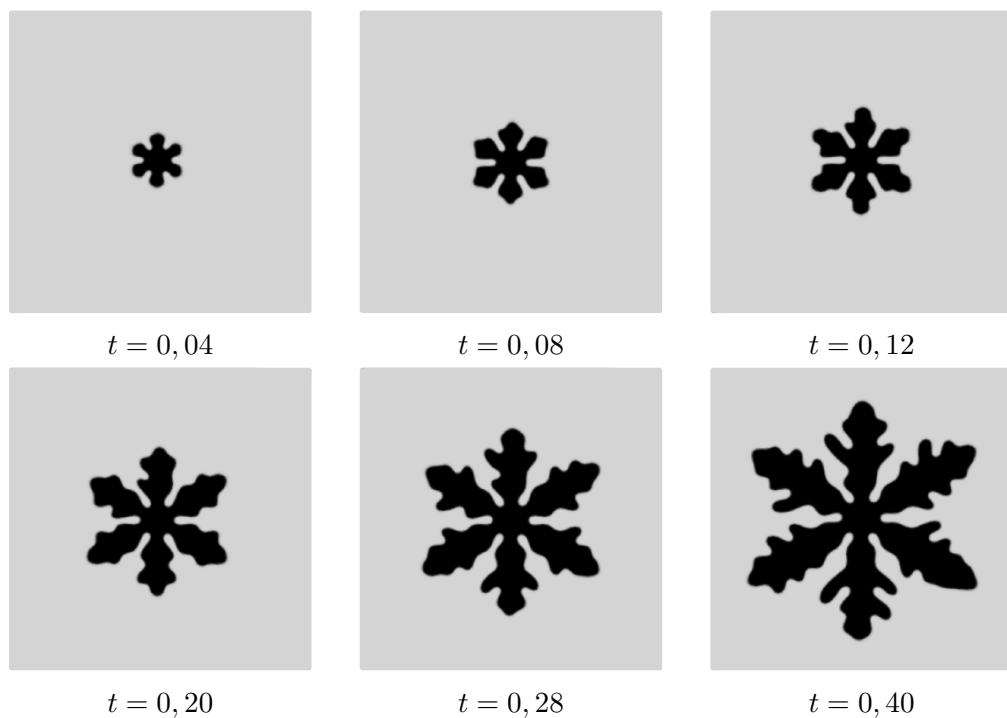 t = 0, 04 t = 0, 08 t = 0, 12
t = 0, 20 t = 0, 28 t = 0, 40